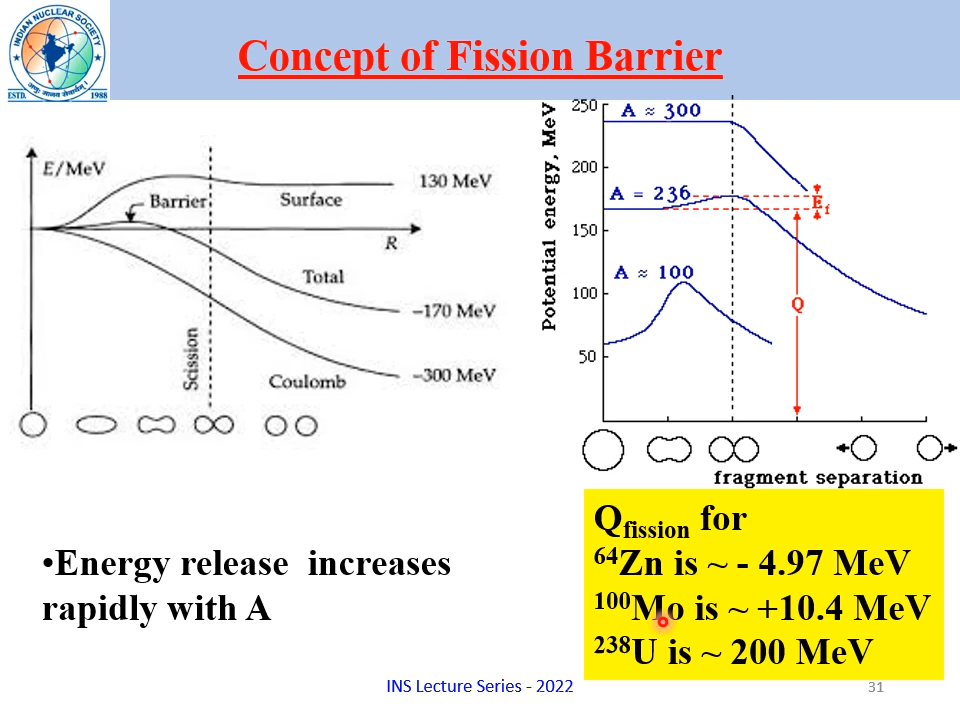 INDIAN NUCLEAR SOCIETY
ESTD. 1988
Concept of Fission Barrier
E/MeV
130 MeV
Barrier
Surface
R
Total
-170 MeV
Scission
Coulomb
-300 MeV
Potential energy, MeV
250
200
150
100
50
A ≈ 300
A = 236
Ef
A ≈ 100
Q
fragment separation
•Energy release increases
rapidly with A
Qfission for
64Zn is ~ - 4.97 MeV
100Mo is ~ +10.4 MeV
238U is ~ 200 MeV
INS Lecture Series - 2022
31